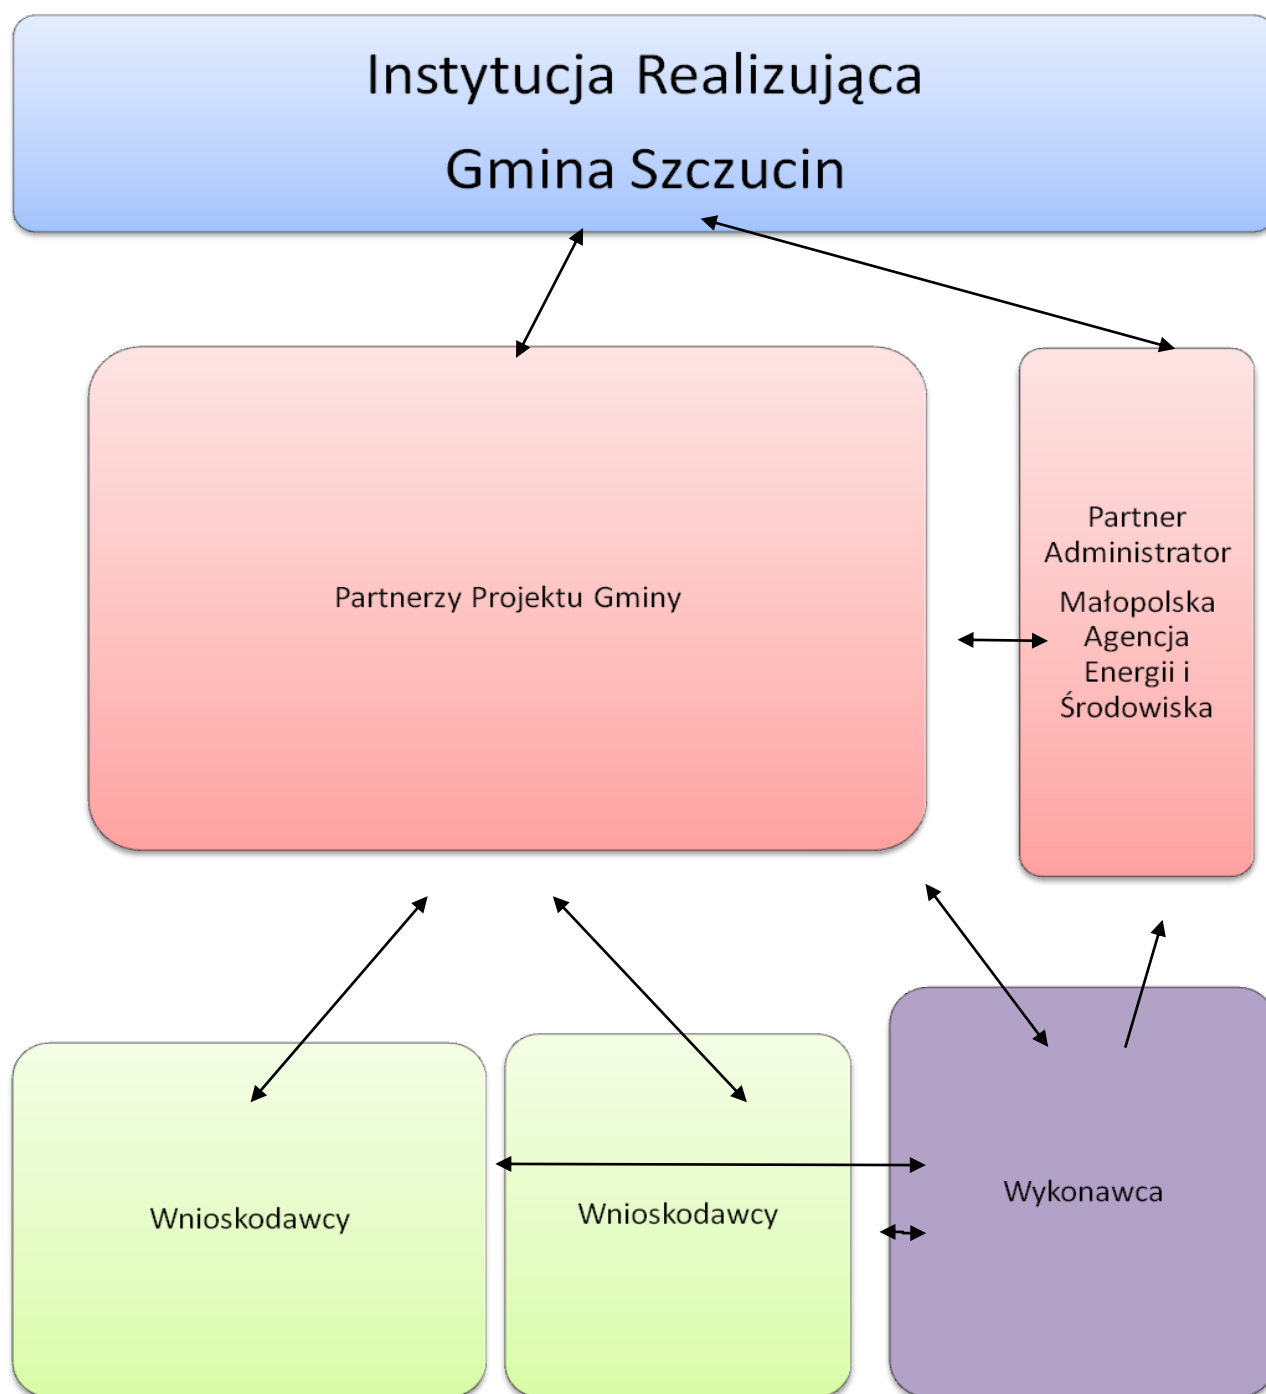 Instytucja Realizująca
Gmina Szczucin
Partnerzy Projektu Gminy
Partner
Administrator
Małopolska
Agencja
Energii i
Środowiska
Wnioskodawcy
Wnioskodawcy
Wykonawca